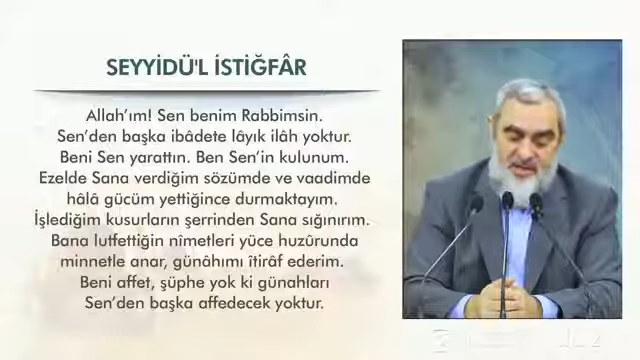 SEYYİDÜ'L İSTİĞFÂR
Allah'ım! Sen benim Rabbimsin.
Sen'den başka ibâdete lâyık ilâh yoktur.
Beni Sen yarattın. Ben Sen'in kulunum.
Ezelde Sana verdiğim sözümde ve vaadimde
hâlâ gücüm yettiğince durmaktayım.
İşlediğim kusurların şerrinden Sana sığınırım.
Bana lutfettiğin nîmetleri yüce huzûrunda
minnetle anar, günâhımı îtirâf ederim.
Beni affet, şüphe yok ki günahları
Sen'den başka affedecek yoktur.